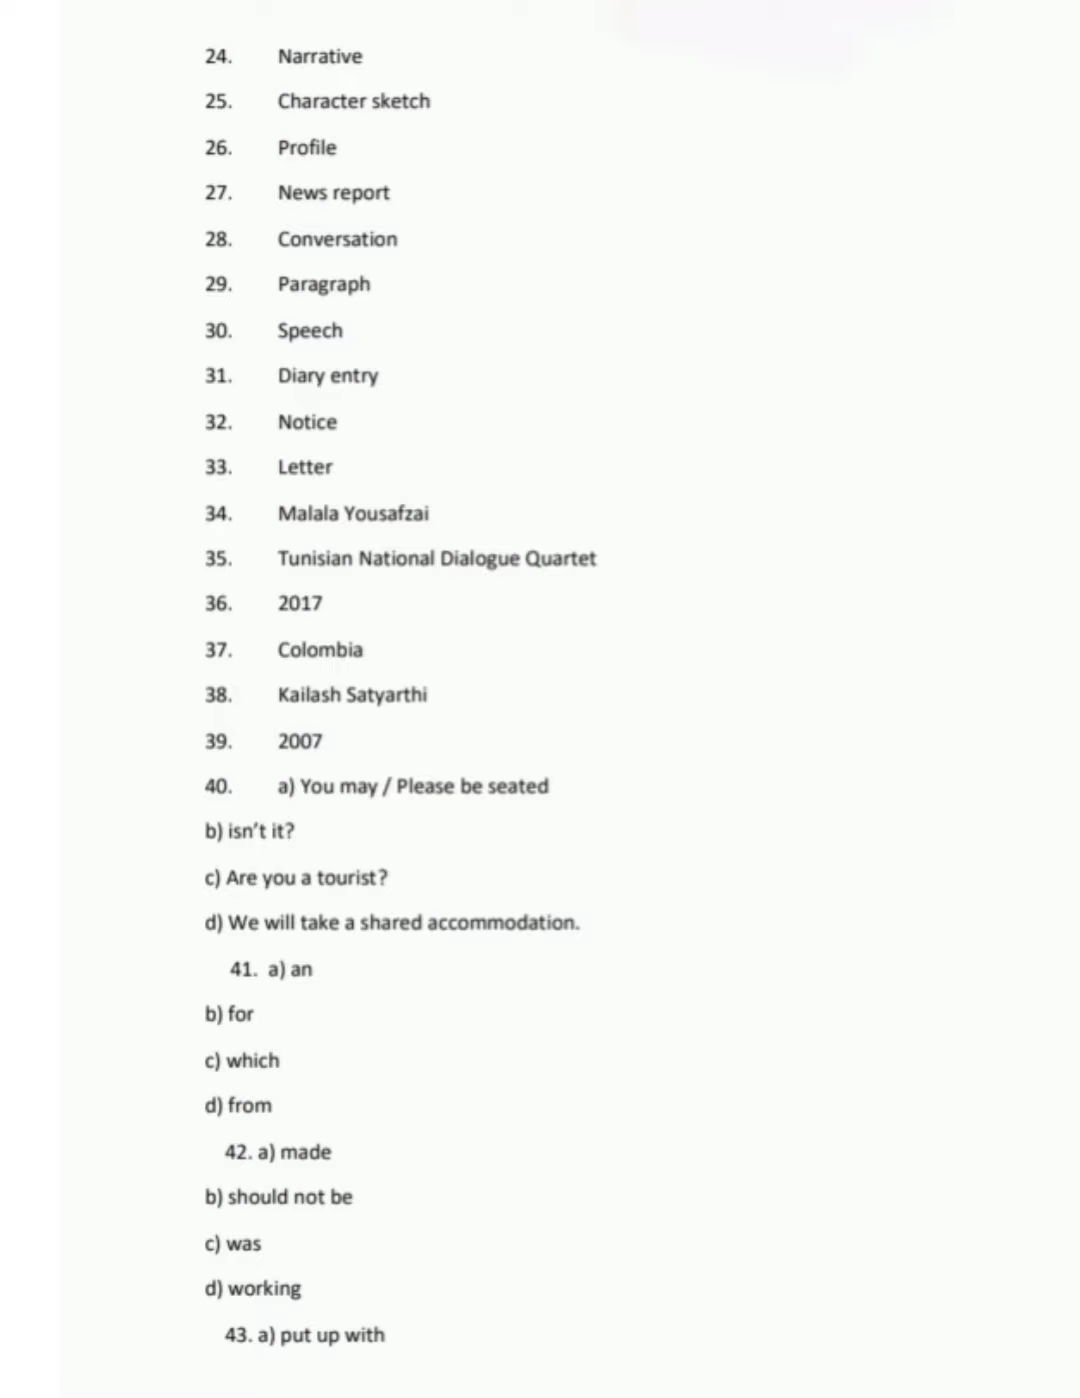 24. Narrative
25. Character sketch
26. Profile
27. News report
28. Conversation
29. Paragraph
30. Speech
31. Diary entry
32. Notice
33. Letter
34. Malala Yousafzai
35. Tunisian National Dialogue Quartet
36. 2017
37. Colombia
38. Kailash Satyarthi
39. 2007
40. a) You may / Please be seated
b) isn’t it?
c) Are you a tourist?
d) We will take a shared accommodation.
41. a) an
b) for
c) which
d) from
42. a) made
b) should not be
c) was
d) working
43. a) put up with